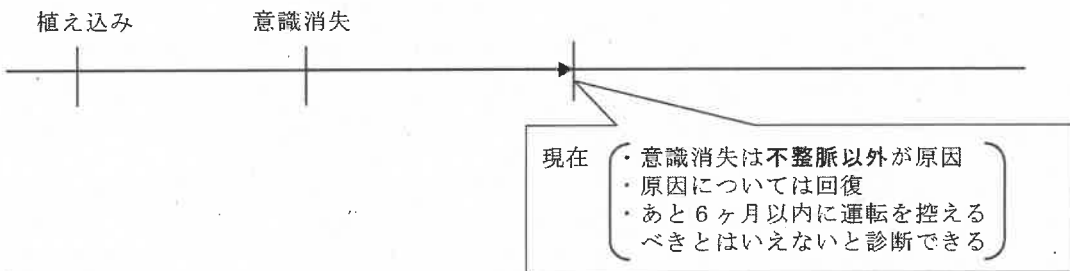 植え込み
意識消失
現在
・意識消失は不整脈以外が原因
・原因については回復
・あと6ヶ月以内に運転を控える
べきとはいえないと診断できる